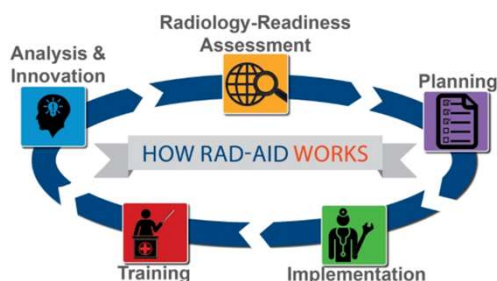 Radiology-Readiness
Assessment
Analysis &
Innovation
Planning
HOW RAD-AID WORKS
Training
Implementation